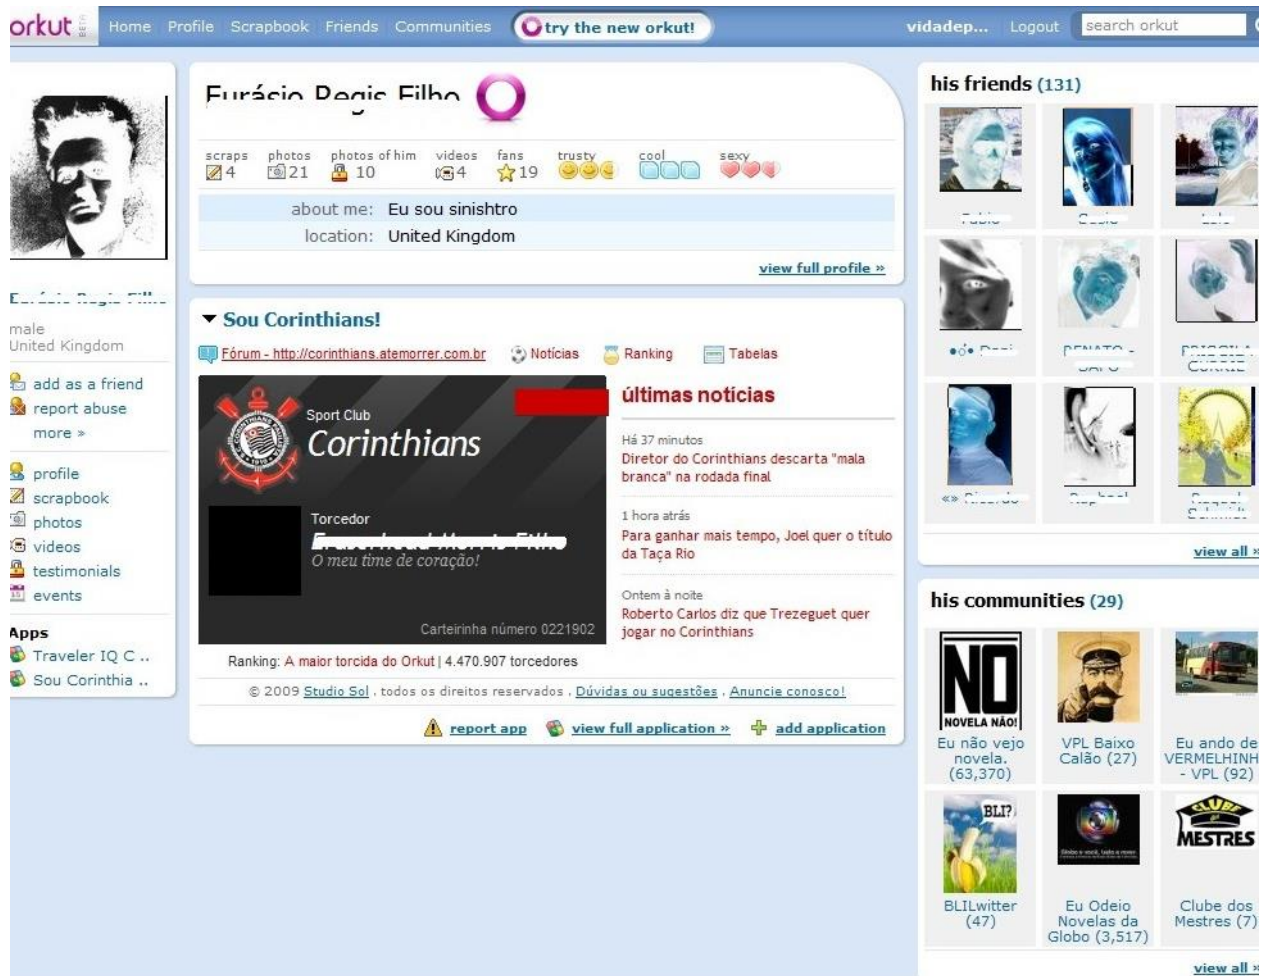 orkut BETA
Home Profile Scrapbook Friends Communities try the new orkut! vidadep... Logout search orkut
Eurásio Regis Filho
scraps photos photos of him videos fans trusty cool sexy
4 21 10 4 19
about me: Eu sou sinishtro
location: United Kingdom
view full profile »
Eurásio Regis Filho
male
United Kingdom
add as a friend
report abuse
more »
profile
scrapbook
photos
videos
testimonials
events
Apps
Traveler IQ C ..
Sou Corinthia ..
Sou Corinthians!
Fórum - http://corinthians.atemorrer.com.br Notícias Ranking Tabelas
Sport Club
Corinthians
Torcedor
O meu time de coração!
Carteirinha número 0221902
últimas notícias
Há 37 minutos
Diretor do Corinthians descarta "mala
branca" na rodada final
1 hora atrás
Para ganhar mais tempo, Joel quer o título
da Taça Rio
Ontem à noite
Roberto Carlos diz que Trezeguet quer
jogar no Corinthians
Ranking: A maior torcida do Orkut | 4.470.907 torcedores
© 2009 Studio Sol . todos os direitos reservados . Dúvidas ou sugestões . Anuncie conosco!
report app view full application » add application
his friends (131)
view all »
his communities (29)
NO
NOVELA NÃO!
Eu não vejo
novela.
(63,370)
VPL Baixo
Calão (27)
Eu ando de
VERMELHINH
- VPL (92)
BLI?
BLILwitter
(47)
Eu Odeio
Novelas da
Globo (3,517)
CLUBE dos
MESTRES
Clube dos
Mestres (7)
view all »